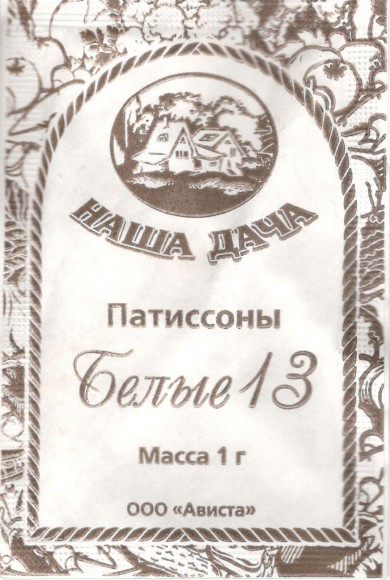 НАША ДАЧА
Патиссоны
Белые 13
Масса 1 г
ООО «Ависта»